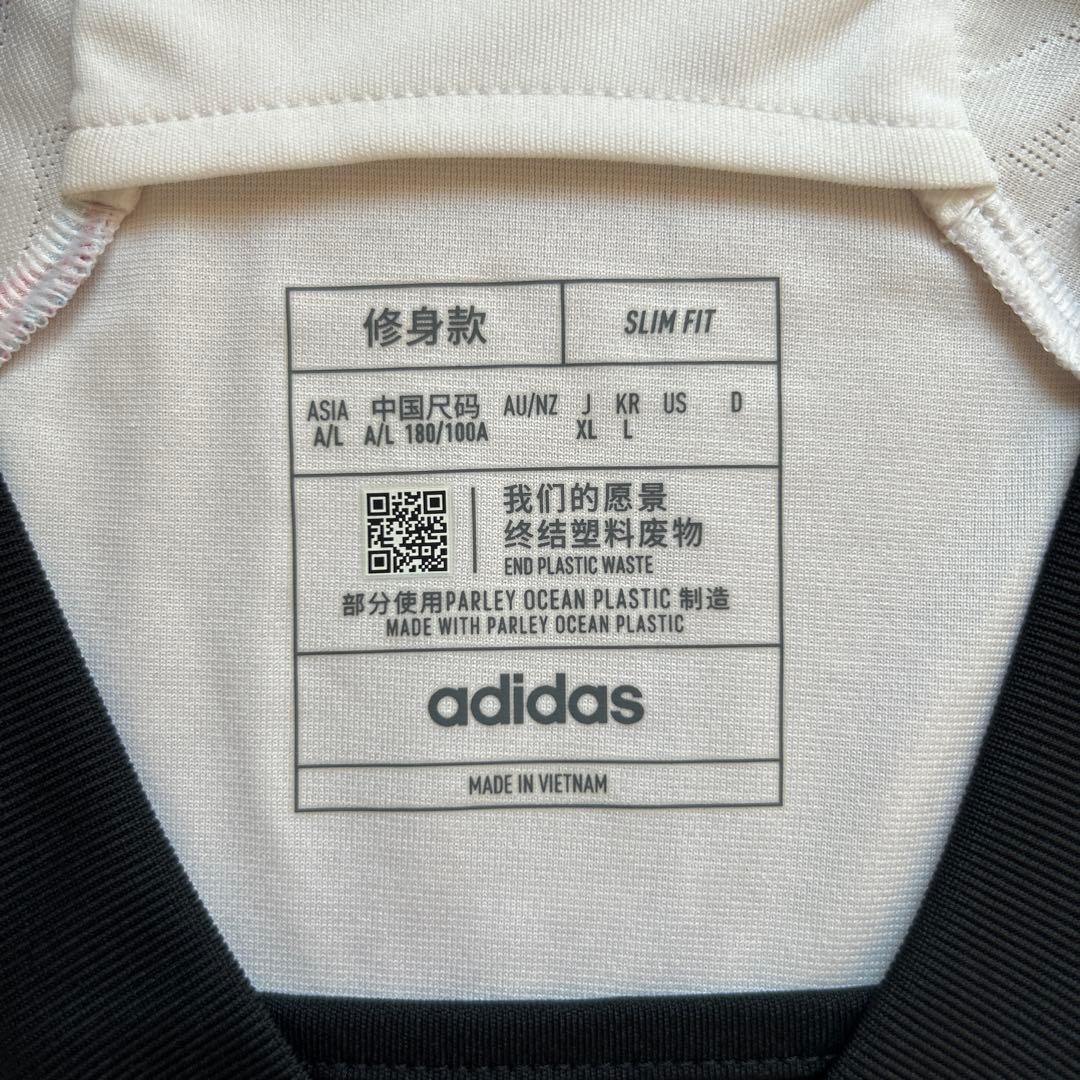 修身款 SLIM FIT
ASIA 中国尺码 AU/NZ J KR US D
A/L A/L 180/100A XL L
我们的愿景
终结塑料废物
END PLASTIC WASTE
部分使用PARLEY OCEAN PLASTIC 制造
MADE WITH PARLEY OCEAN PLASTIC
adidas
MADE IN VIETNAM